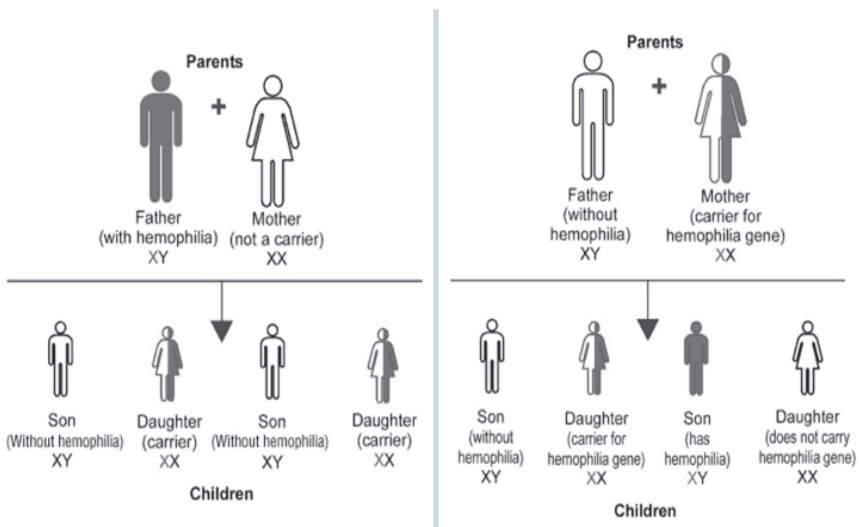 Parents
+
Father
(with hemophilia)
XY
Mother
(not a carrier)
XX
Son
(Without hemophilia)
XY
Daughter
(carrier)
XX
Son
(Without hemophilia)
XY
Daughter
(carrier)
XX
Children
Parents
+
Father
(without
hemophilia)
XY
Mother
(carrier for
hemophilia gene)
XX
Son
(without
hemophilia)
XY
Daughter
(carrier for
hemophilia gene)
XX
Son
(has
hemophilia)
XY
Daughter
(does not carry
hemophilia gene)
XX
Children